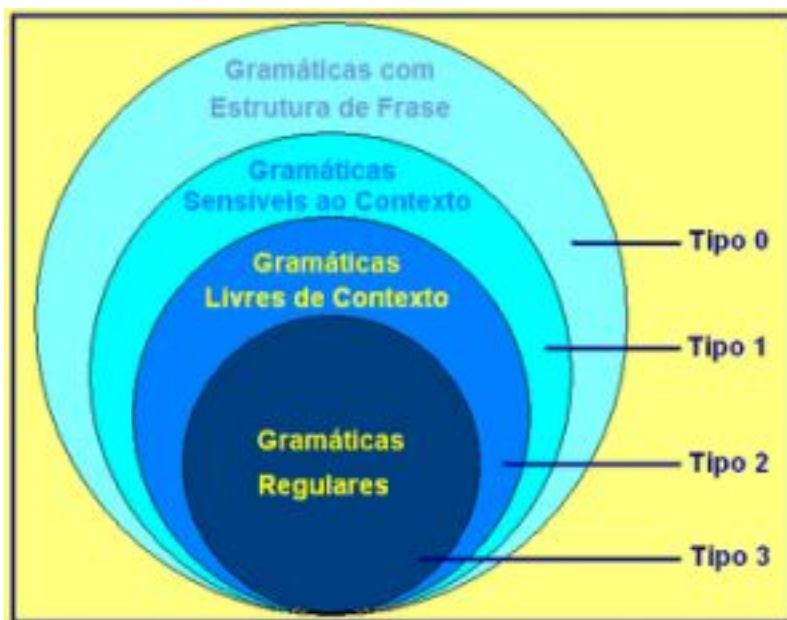 Gramáticas com
Estrutura de Frase
Gramáticas
Sensíveis ao Contexto
Gramáticas
Livres de Contexto
Gramáticas
Regulares
Tipo 0
Tipo 1
Tipo 2
Tipo 3